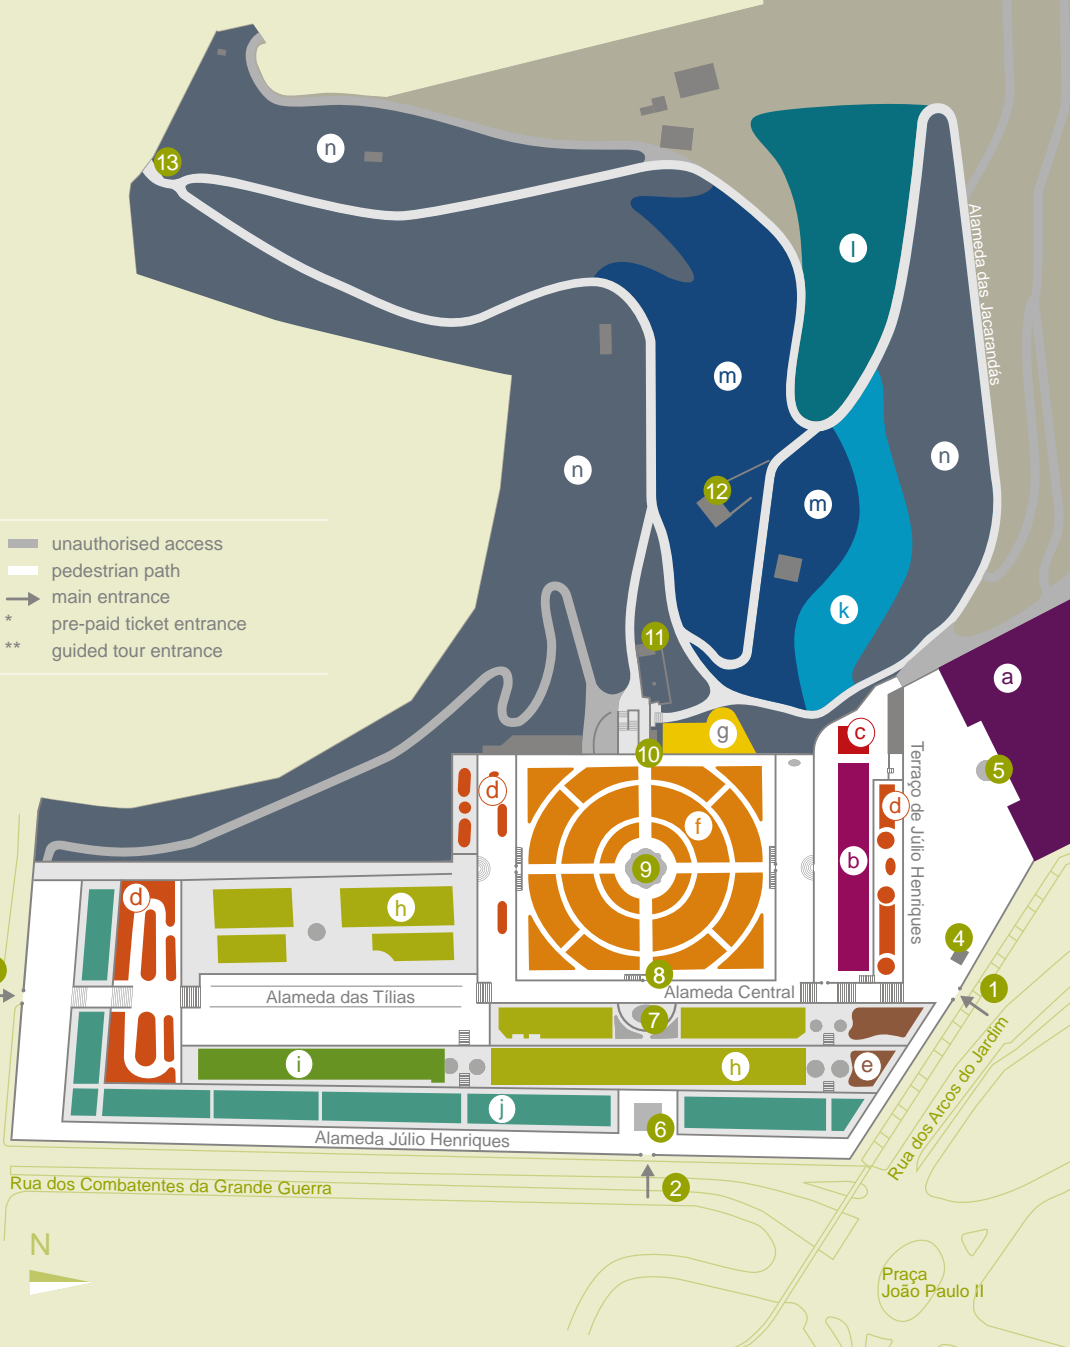 n
13
l
Alameda das Jacarandás
m
n
n
12
m
unauthorised access
pedestrian path
main entrance
* pre-paid ticket entrance
** guided tour entrance
k
11
a
c
g
10
5
d
d
f
Terraço de Júlio Henriques
b
9
d
h
4
8
Alameda Central
1
Alameda das Tílias
7
i
h
e
Rua dos Arcos do Jardim
j
6
Alameda Júlio Henriques
Rua dos Combatentes da Grande Guerra
2
N
Praça
João Paulo II